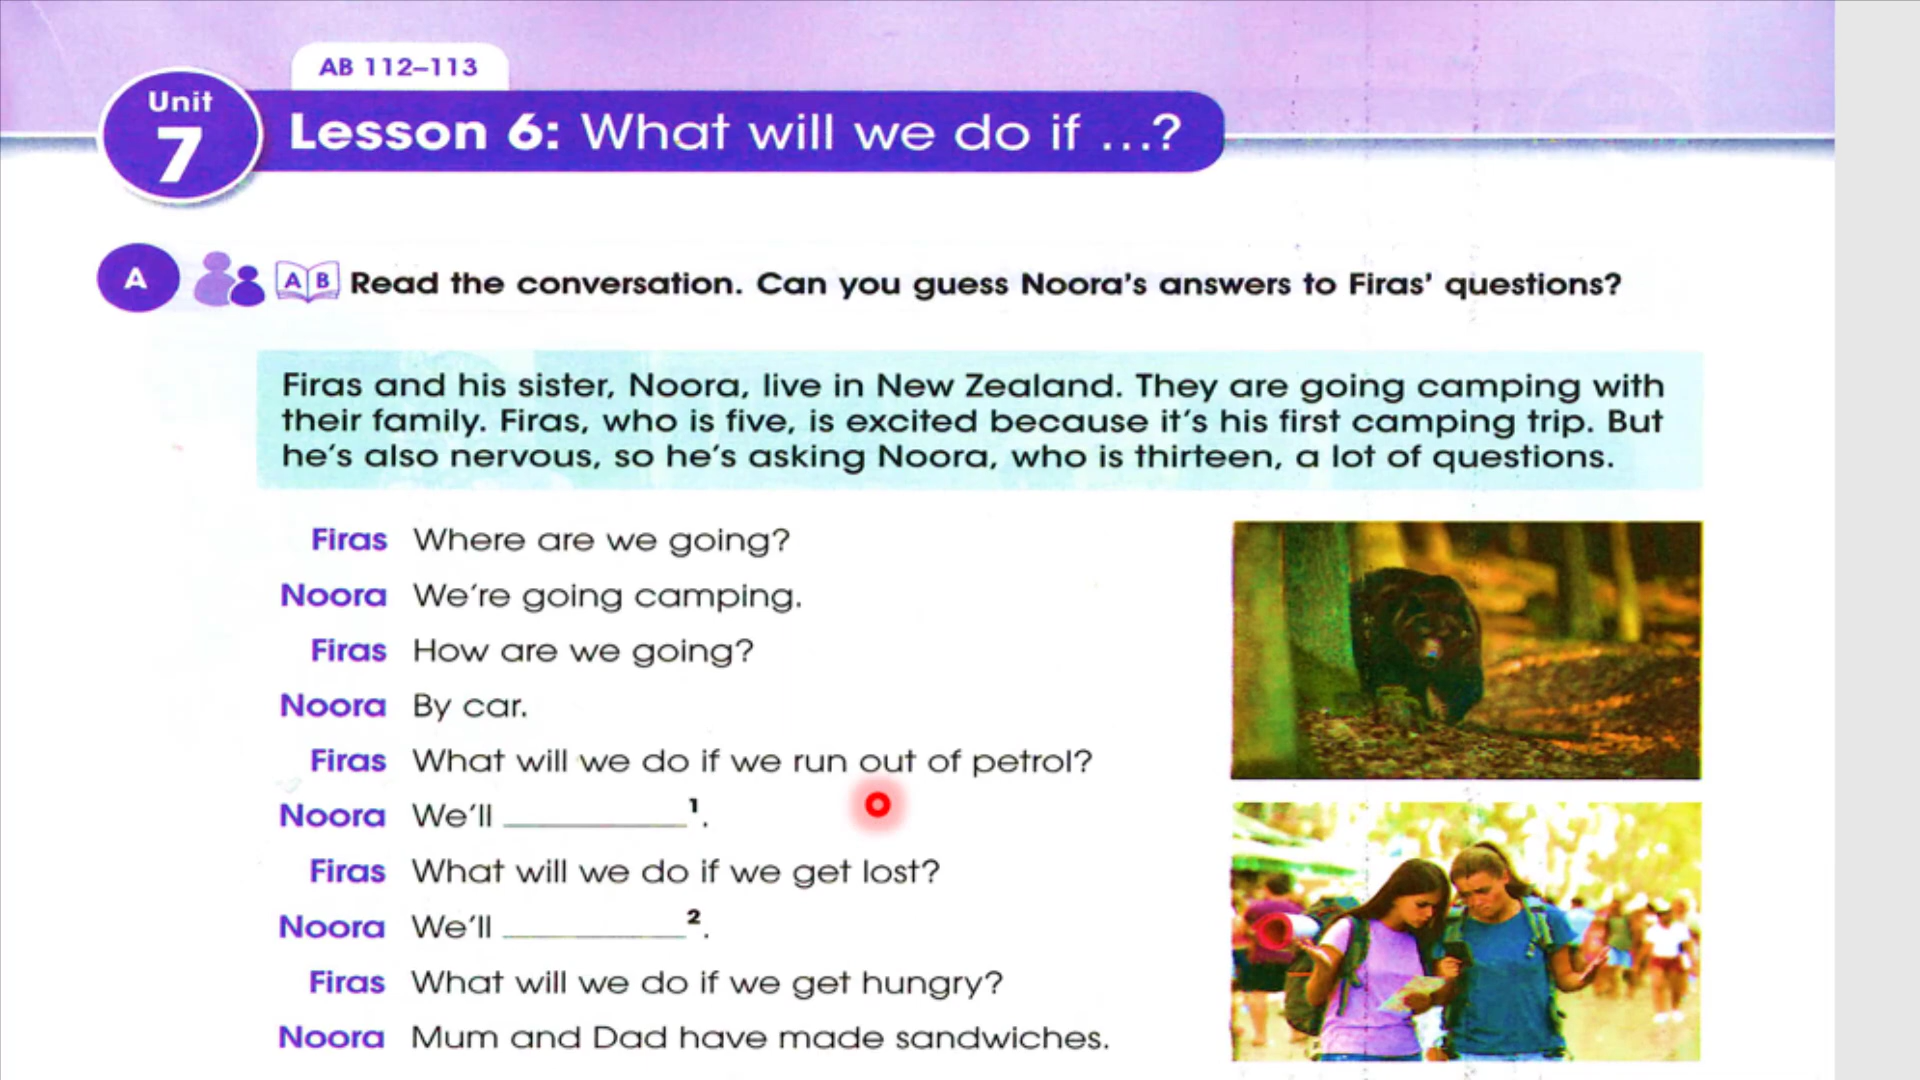 AB 112–113
Unit
7
Lesson 6: What will we do if ...?
A
A B
Read the conversation. Can you guess Noora's answers to Firas' questions?
Firas and his sister, Noora, live in New Zealand. They are going camping with
their family. Firas, who is five, is excited because it's his first camping trip. But
he's also nervous, so he's asking Noora, who is thirteen, a lot of questions.
Firas Where are we going?
Noora We're going camping.
Firas How are we going?
Noora By car.
Firas What will we do if we run out of petrol?
Noora We'll __________ 1.
Firas What will we do if we get lost?
Noora We'll __________ 2.
Firas What will we do if we get hungry?
Noora Mum and Dad have made sandwiches.